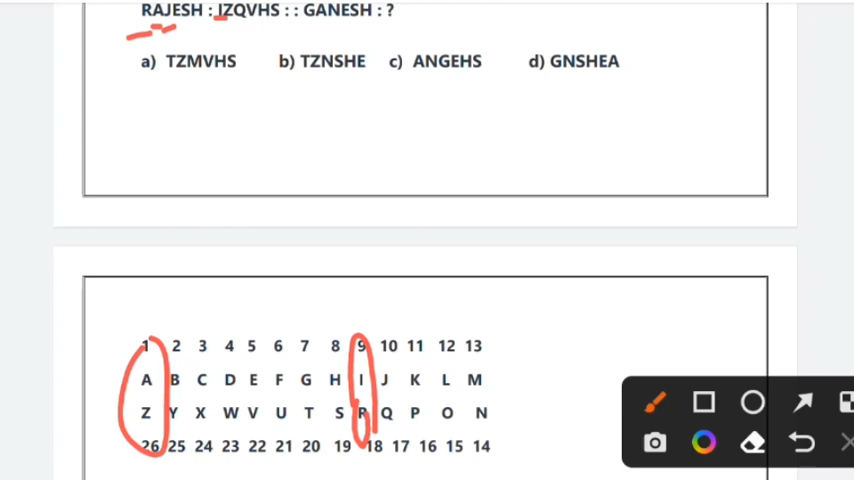 RAJESH : IZQVHS : : GANESH : ?
a) TZMVHS b) TZNSHE c) ANGEHS d) GNSHEA
1 2 3 4 5 6 7 8 9 10 11 12 13
A B C D E F G H I J K L M
Z Y X W V U T S R Q P O N
26 25 24 23 22 21 20 19 18 17 16 15 14